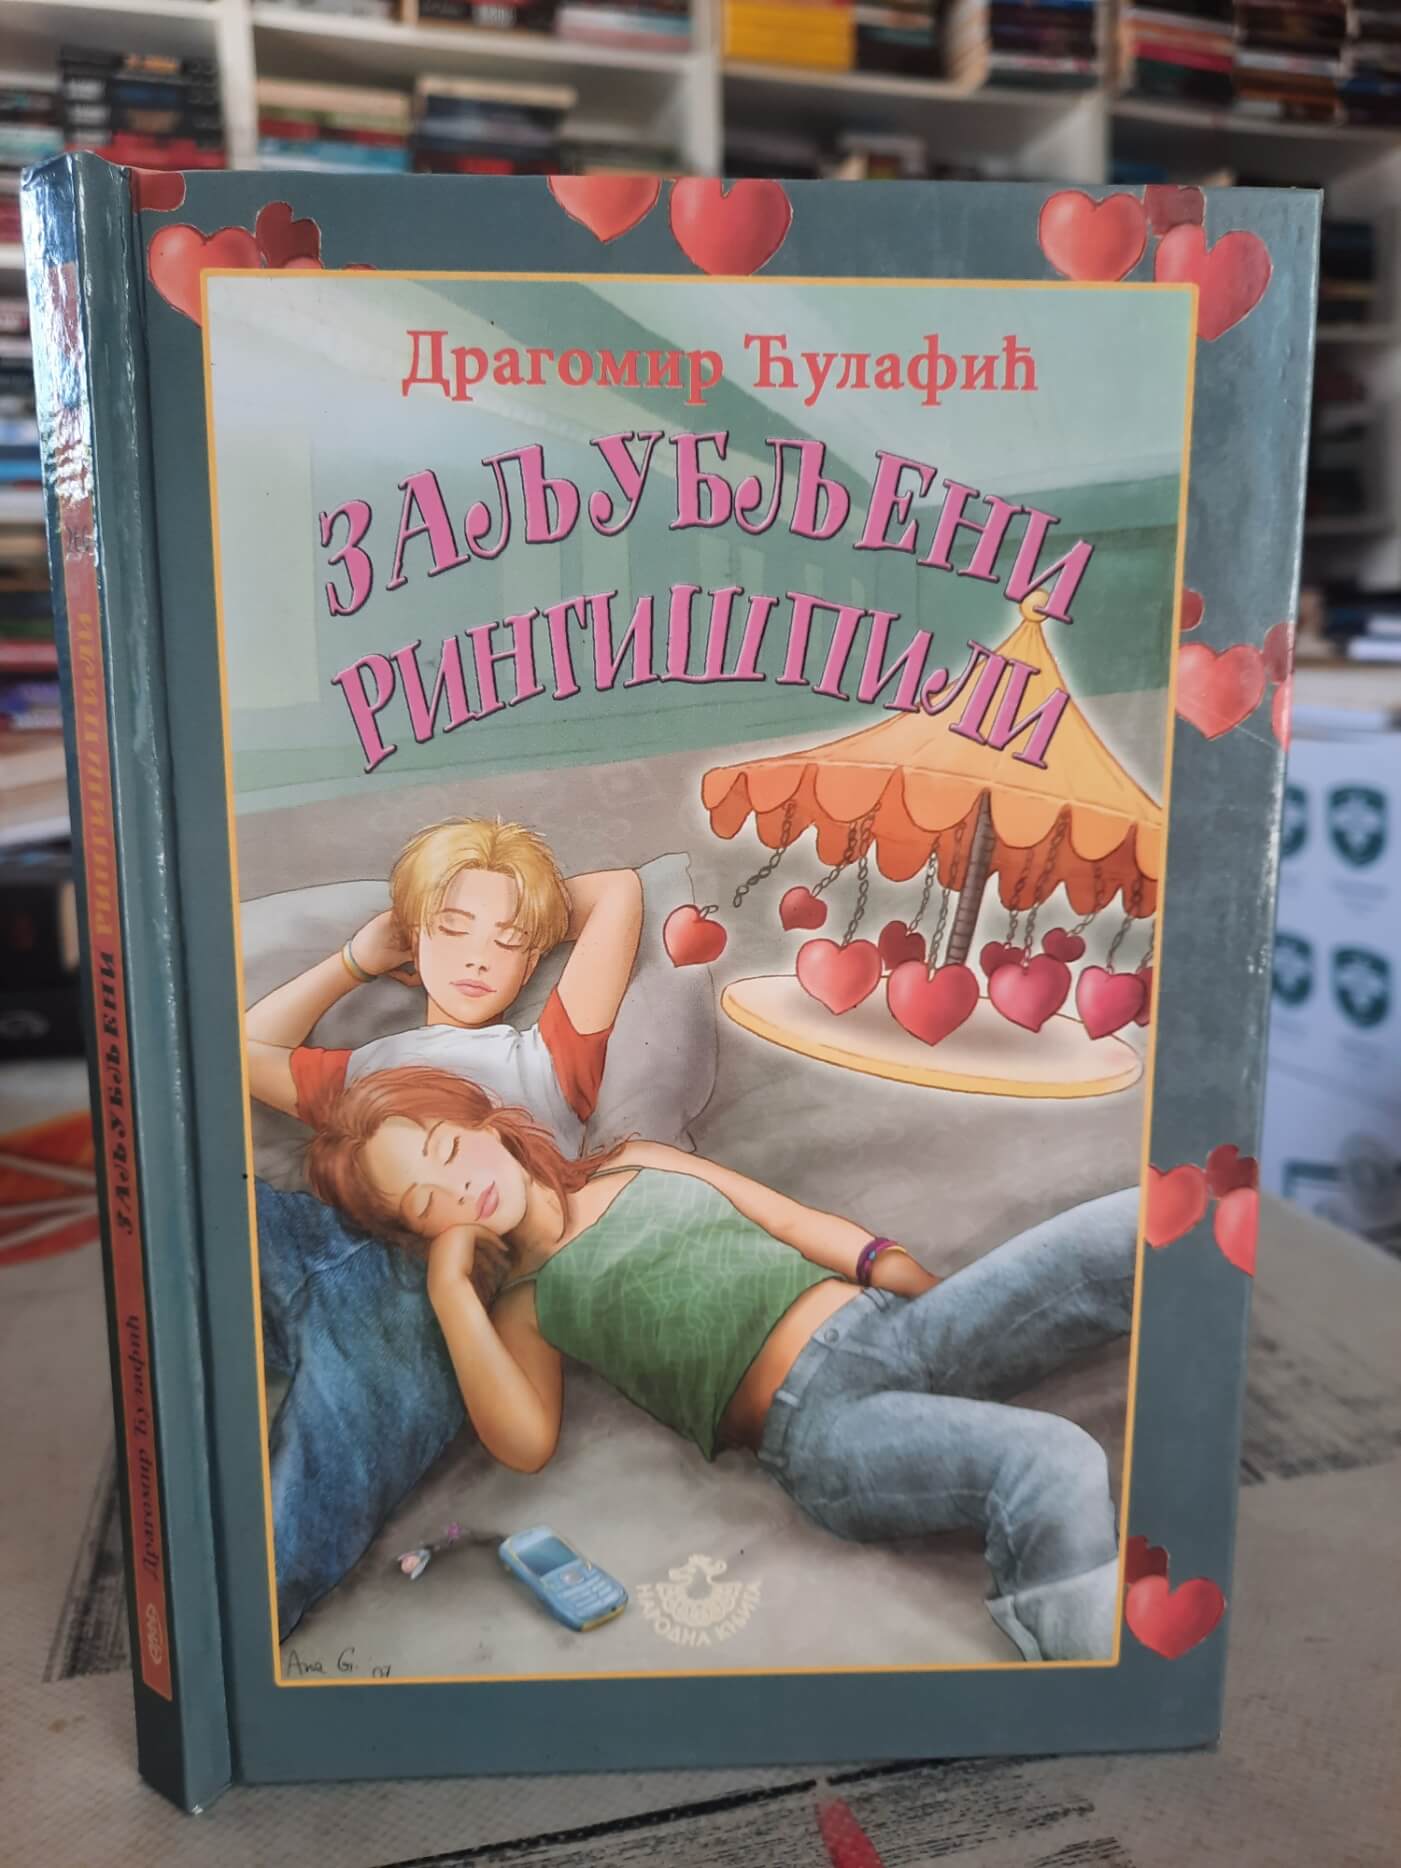 Драгомир Ћулафић
ЗАЉУБЉЕНИ
РИНГИШПИЛИ
НАРОДНА КЊИГА
Ana G. '07
Драгомир Ћулафић ЗАЉУБЉЕНИ РИНГИШПИЛИ